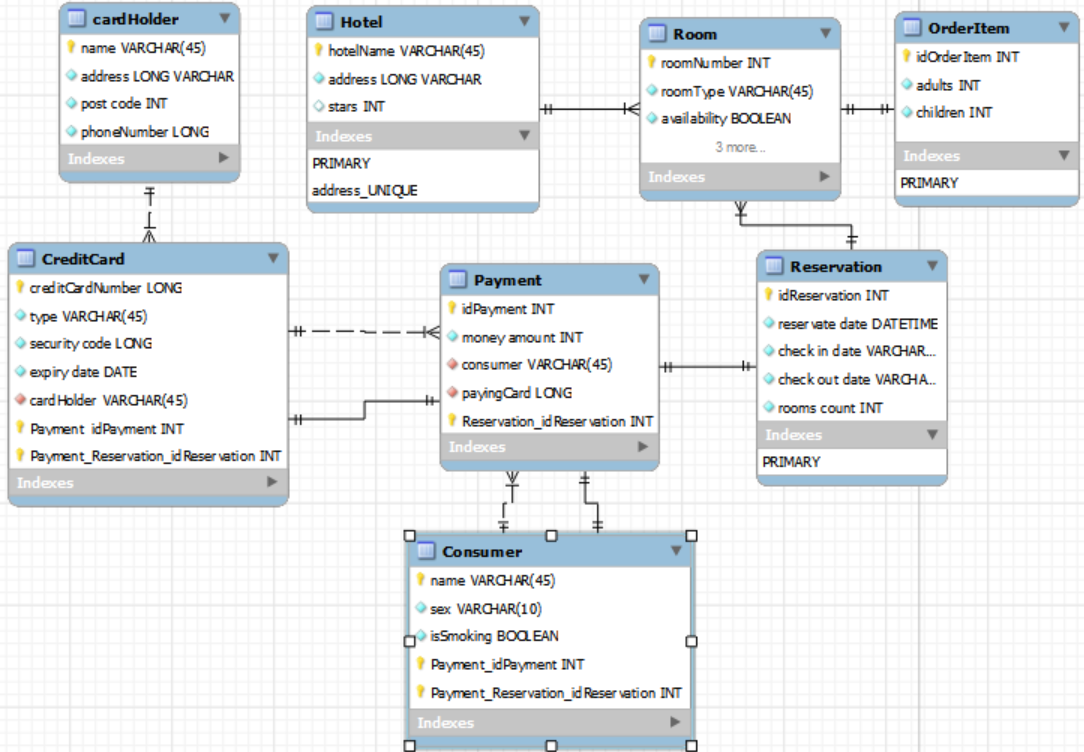 cardHolder
name VARCHAR(45)
address LONG VARCHAR
post code INT
phoneNumber LONG
Indexes
Hotel
hotelName VARCHAR(45)
address LONG VARCHAR
stars INT
Indexes
PRIMARY
address_UNIQUE
Room
roomNumber INT
roomType VARCHAR(45)
availability BOOLEAN
3 more...
Indexes
OrderItem
idOrderItem INT
adults INT
children INT
Indexes
PRIMARY
CreditCard
creditCardNumber LONG
type VARCHAR(45)
security code LONG
expiry date DATE
cardHolder VARCHAR(45)
Payment_idPayment INT
Payment_Reservation_idReservation INT
Indexes
Payment
idPayment INT
money amount INT
consumer VARCHAR(45)
payingCard LONG
Reservation_idReservation INT
Indexes
Reservation
idReservation INT
reservate date DATETIME
check in date VARCHAR...
check out date VARCHA...
rooms count INT
Indexes
PRIMARY
Consumer
name VARCHAR(45)
sex VARCHAR(10)
isSmoking BOOLEAN
Payment_idPayment INT
Payment_Reservation_idReservation INT
Indexes